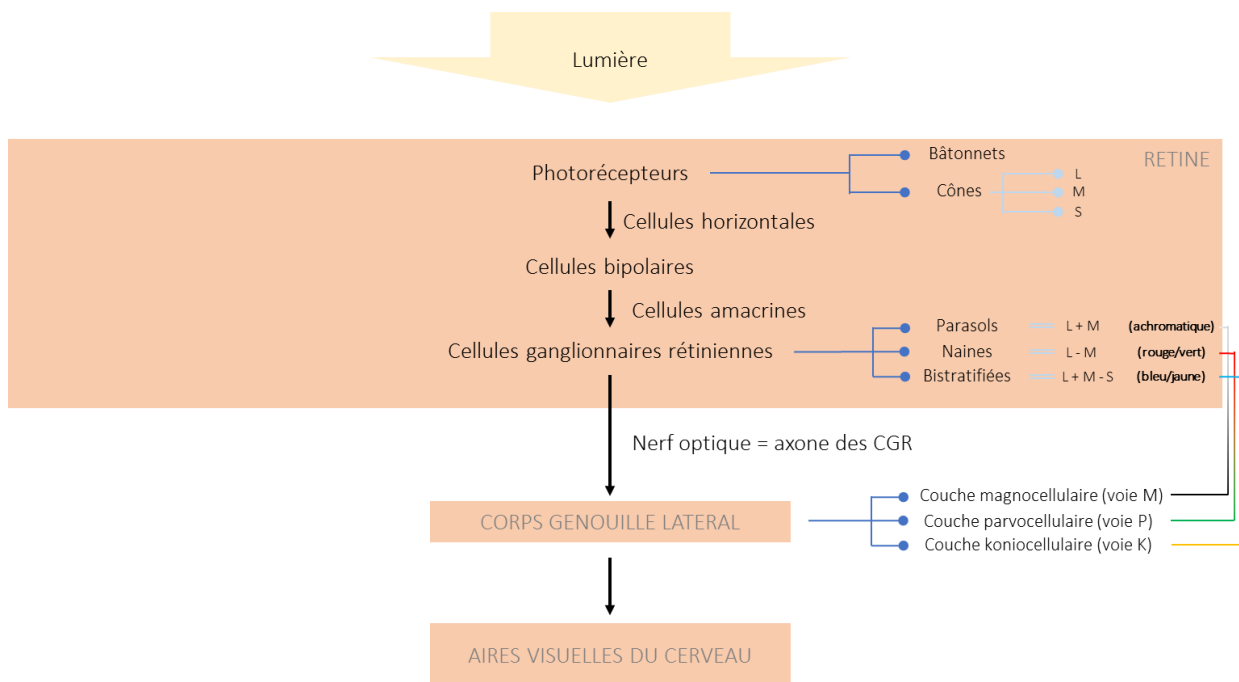 Lumière
RETINE
Photorécepteurs
Bâtonnets
Cônes
L
M
S
Cellules horizontales
Cellules bipolaires
Cellules amacrines
Cellules ganglionnaires rétiniennes
Parasols L + M (achromatique)
Naines L - M (rouge/vert)
Bistratifiées L + M - S (bleu/jaune)
Nerf optique = axone des CGR
CORPS GENOUILLE LATERAL
Couche magnocellulaire (voie M)
Couche parvocellulaire (voie P)
Couche koniocellulaire (voie K)
AIRES VISUELLES DU CERVEAU